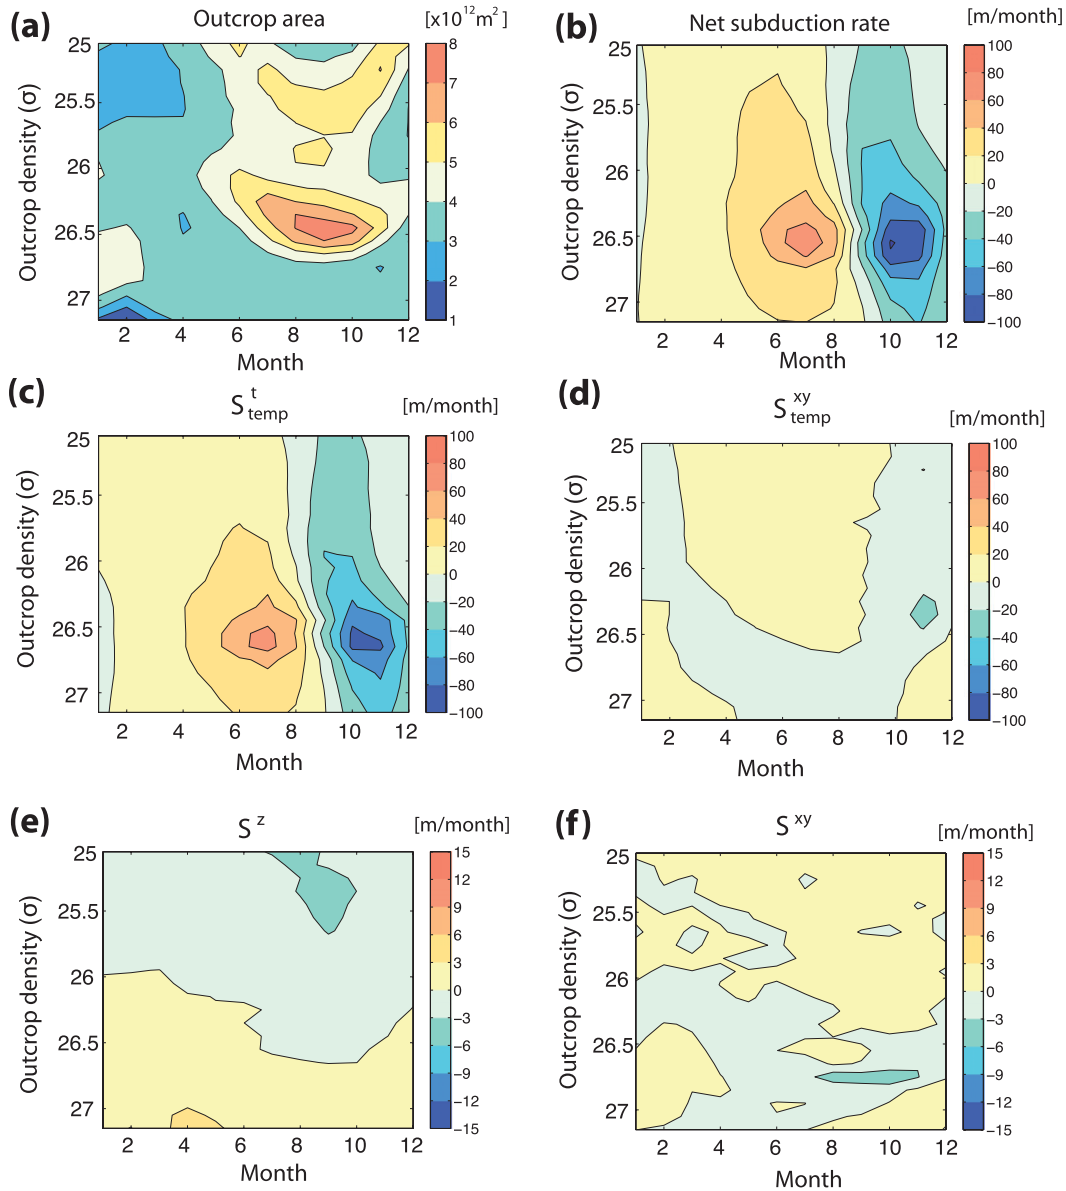 (a)
Outcrop area
[x10¹²m²]
Outcrop density (σ)
25
25.5
26
26.5
27
2 4 6 8 10 12
Month
8
7
6
5
4
3
2
1
(b)
Net subduction rate
[m/month]
Outcrop density (σ)
25
25.5
26
26.5
27
2 4 6 8 10 12
Month
100
80
60
40
20
0
−20
−40
−60
−80
−100
(c)
S t temp
[m/month]
Outcrop density (σ)
25
25.5
26
26.5
27
2 4 6 8 10 12
Month
100
80
60
40
20
0
−20
−40
−60
−80
−100
(d)
S xy temp
[m/month]
Outcrop density (σ)
25
25.5
26
26.5
27
2 4 6 8 10 12
Month
100
80
60
40
20
0
−20
−40
−60
−80
−100
(e)
S z
[m/month]
Outcrop density (σ)
25
25.5
26
26.5
27
2 4 6 8 10 12
Month
15
12
9
6
3
0
−3
−6
−9
−12
−15
(f)
S xy
[m/month]
Outcrop density (σ)
25
25.5
26
26.5
27
2 4 6 8 10 12
Month
15
12
9
6
3
0
−3
−6
−9
−12
−15